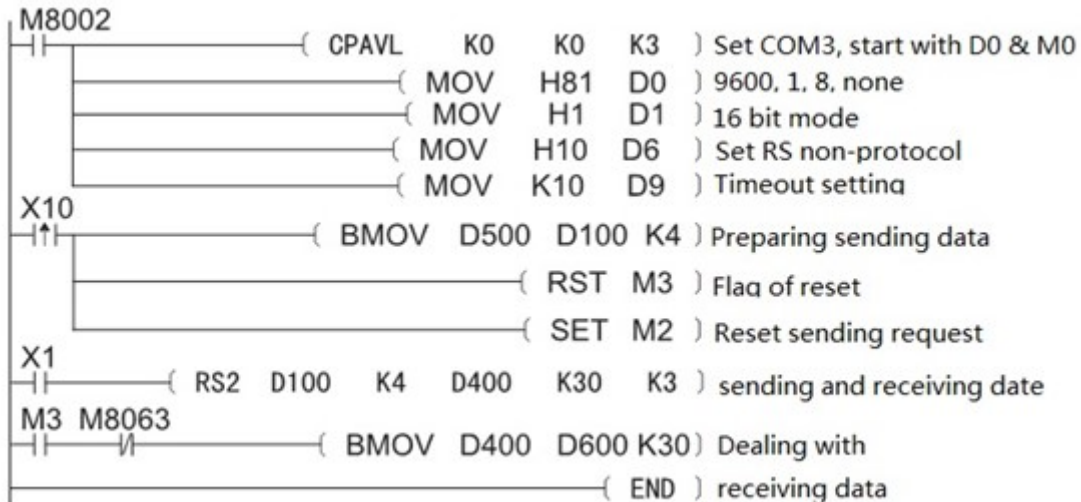 M8002
CPAVL K0 K0 K3 Set COM3, start with D0 & M0
MOV H81 D0 9600, 1, 8, none
MOV H1 D1 16 bit mode
MOV H10 D6 Set RS non-protocol
MOV K10 D9 Timeout setting
X10
BMOV D500 D100 K4 Preparing sending data
RST M3 Flag of reset
SET M2 Reset sending request
X1
RS2 D100 K4 D400 K30 K3 sending and receiving date
M3 M8063
BMOV D400 D600 K30 Dealing with
END receiving data